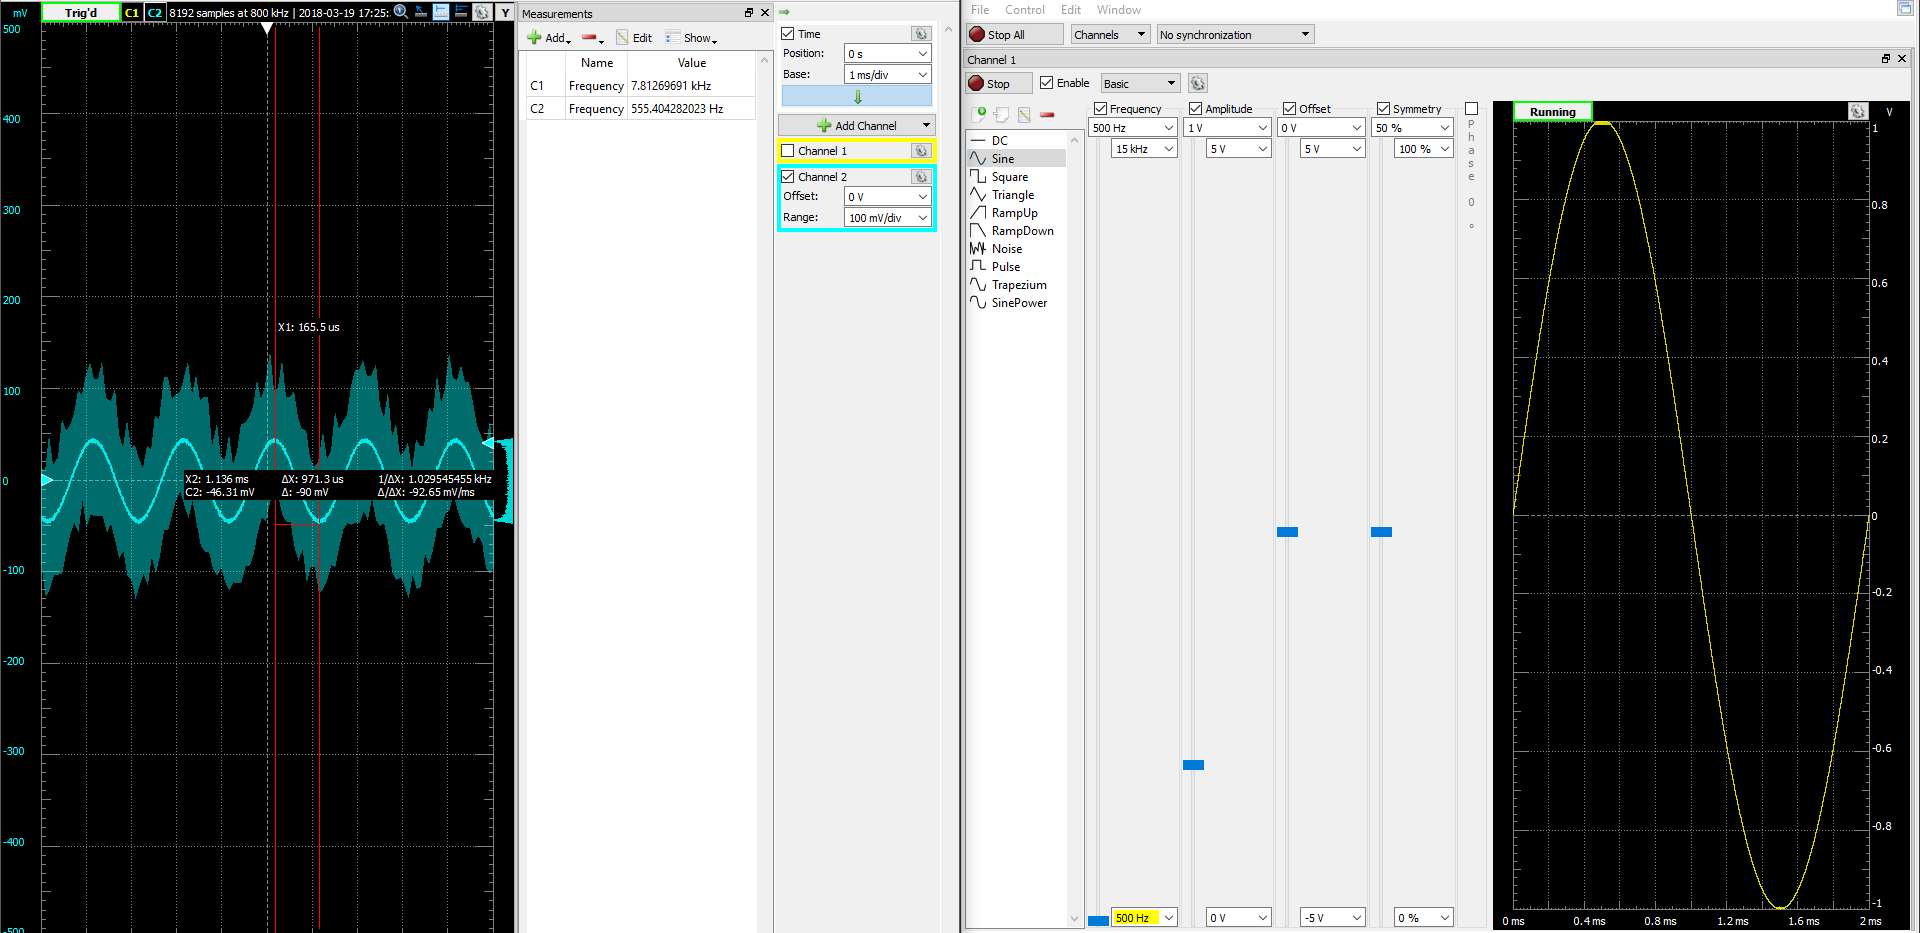 mV
Trig'd
C1
C2
8192 samples at 800 kHz | 2018-03-19 17:25:
Y
500
400
300
200
100
0
-100
-200
-300
-400
-500
X1: 165.5 us
X2: 1.136 ms
ΔX: 971.3 us
1/ΔX: 1.029545455 kHz
C2: -46.31 mV
Δ: -90 mV
Δ/ΔX: -92.65 mV/ms
Measurements
Add
Edit
Show
Name
Value
C1
Frequency
7.81269691 kHz
C2
Frequency
555.404282023 Hz
Time
Position:
0 s
Base:
1 ms/div
Add Channel
Channel 1
Channel 2
Offset:
0 V
Range:
100 mV/div
File
Control
Edit
Window
Stop All
Channels
No synchronization
Channel 1
Stop
Enable
Basic
DC
Sine
Square
Triangle
RampUp
RampDown
Noise
Pulse
Trapezium
SinePower
Frequency
500 Hz
15 kHz
500 Hz
Amplitude
1 V
5 V
0 V
Offset
0 V
5 V
-5 V
Symmetry
50 %
100 %
0 %
Phase
0
°
Running
V
1
0.8
0.6
0.4
0.2
0
-0.2
-0.4
-0.6
-0.8
-1
0 ms
0.4 ms
0.8 ms
1.2 ms
1.6 ms
2 ms